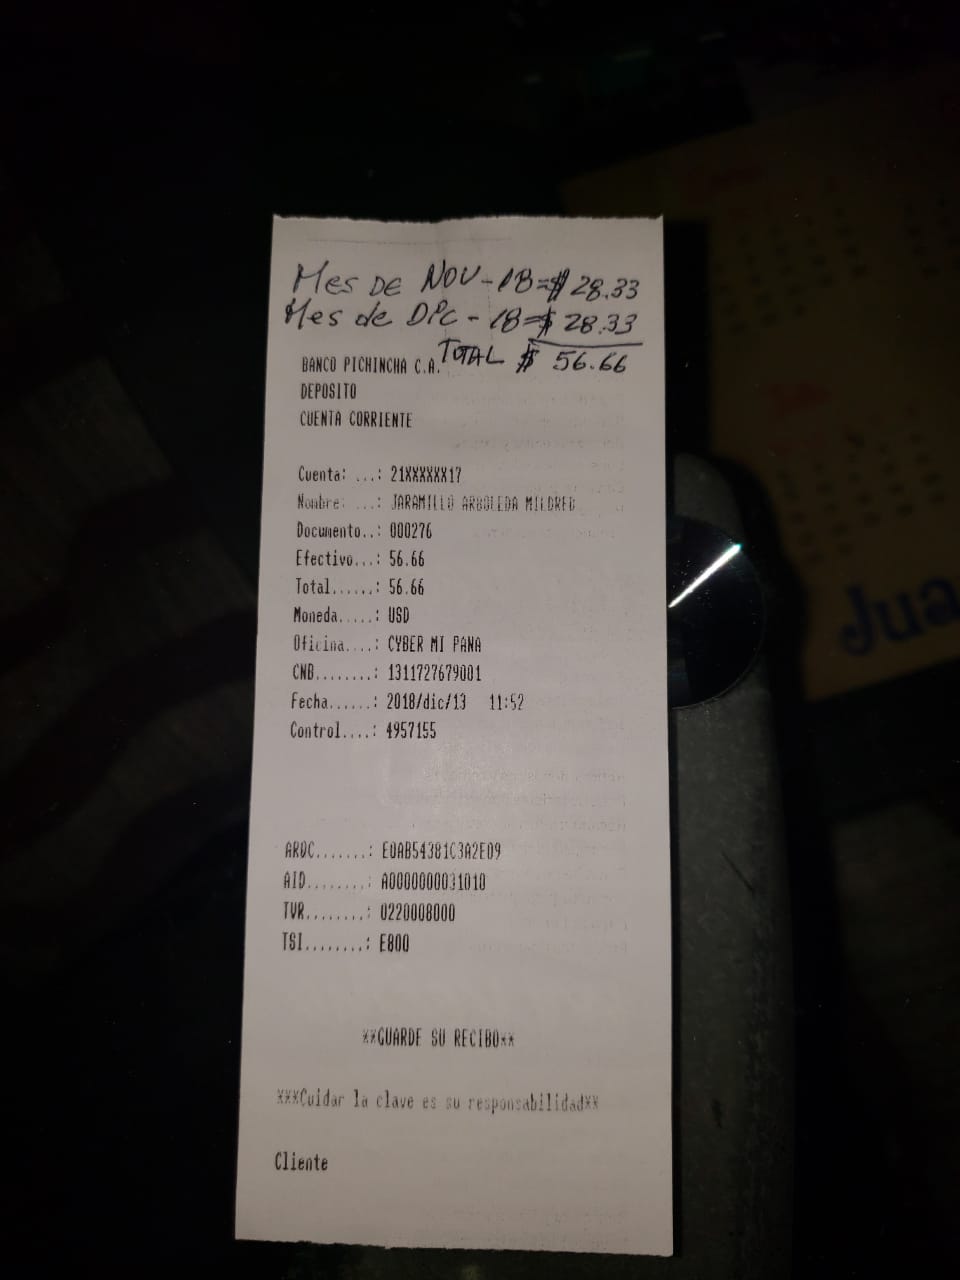 Mes DE NOV-18=$ 28.33
Mes de DIC-18=$ 28.33
TOTAL $ 56.66
BANCO PICHINCHA C.A.
DEPOSITO
CUENTA CORRIENTE
Cuenta: ...: 21XXXXXX17
Nombre: ...: JARAMILLO ARBOLEDA MILDRED
Documento..: 000276
Efectivo...: 56.66
Total......: 56.66
Moneda.....: USD
Oficina....: CYBER MI PANA
CNB........: 1311727679001
Fecha......: 2018/dic/13 11:52
Control....: 4957155
ARQC.......: E0AB54381C3A2E09
AID........: A0000000031010
TVR........: 0220008000
TSI........: E800
**GUARDE SU RECIBO**
***Cuidar la clave es su responsabilidad**
Cliente
Jua